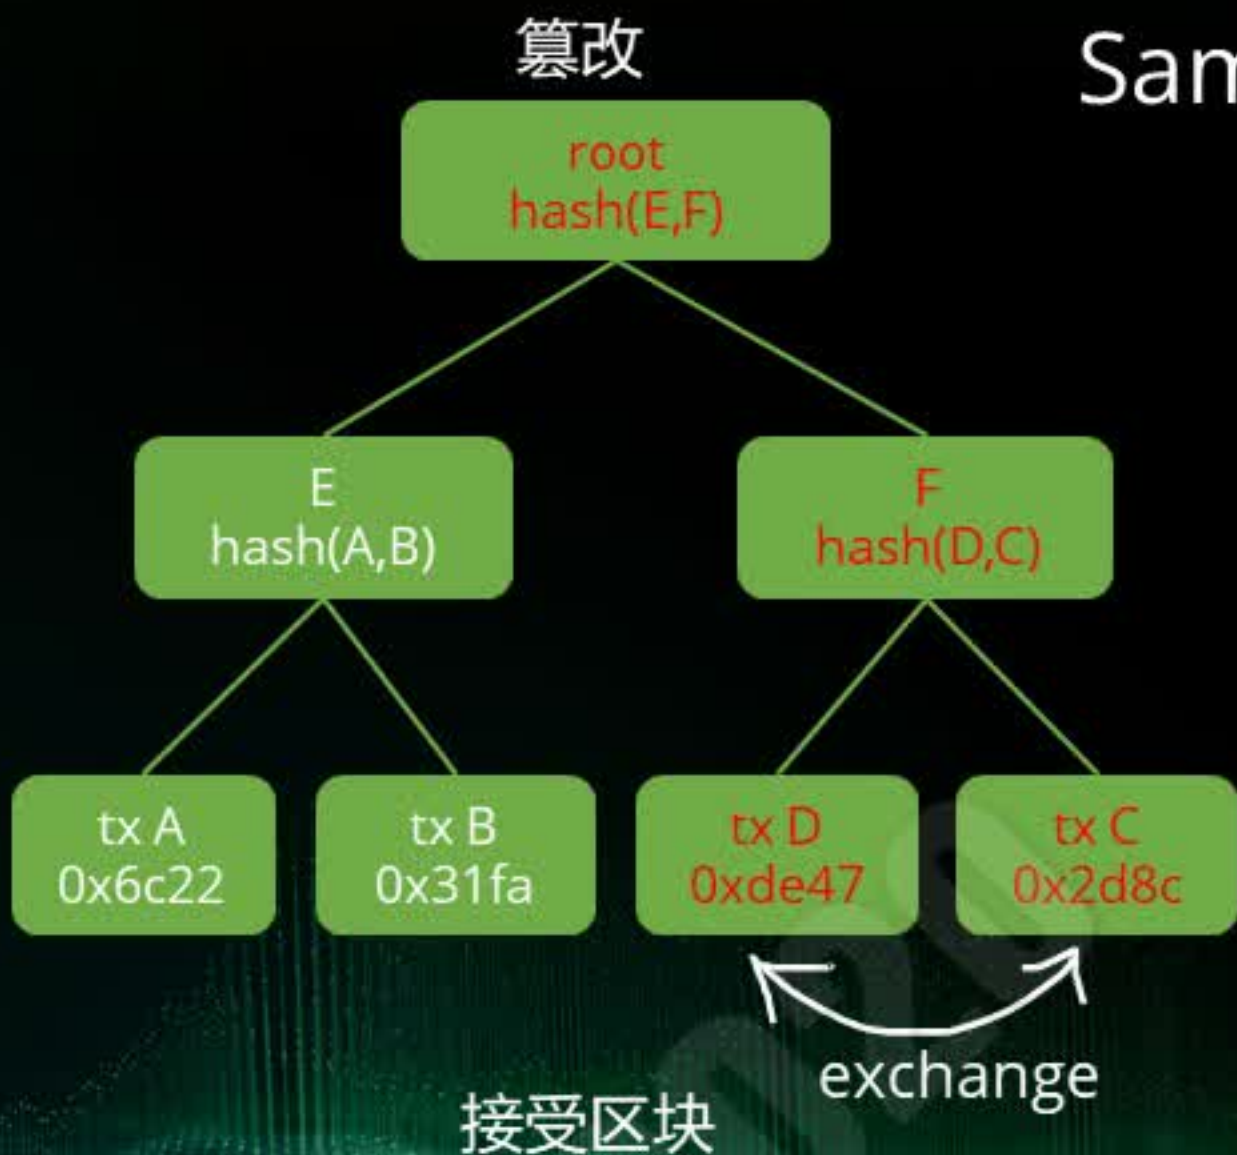 篡改
Sam
root
hash(E,F)
E
hash(A,B)
F
hash(D,C)
tx A
0x6c22
tx B
0x31fa
tx D
0xde47
tx C
0x2d8c
exchange
接受区块